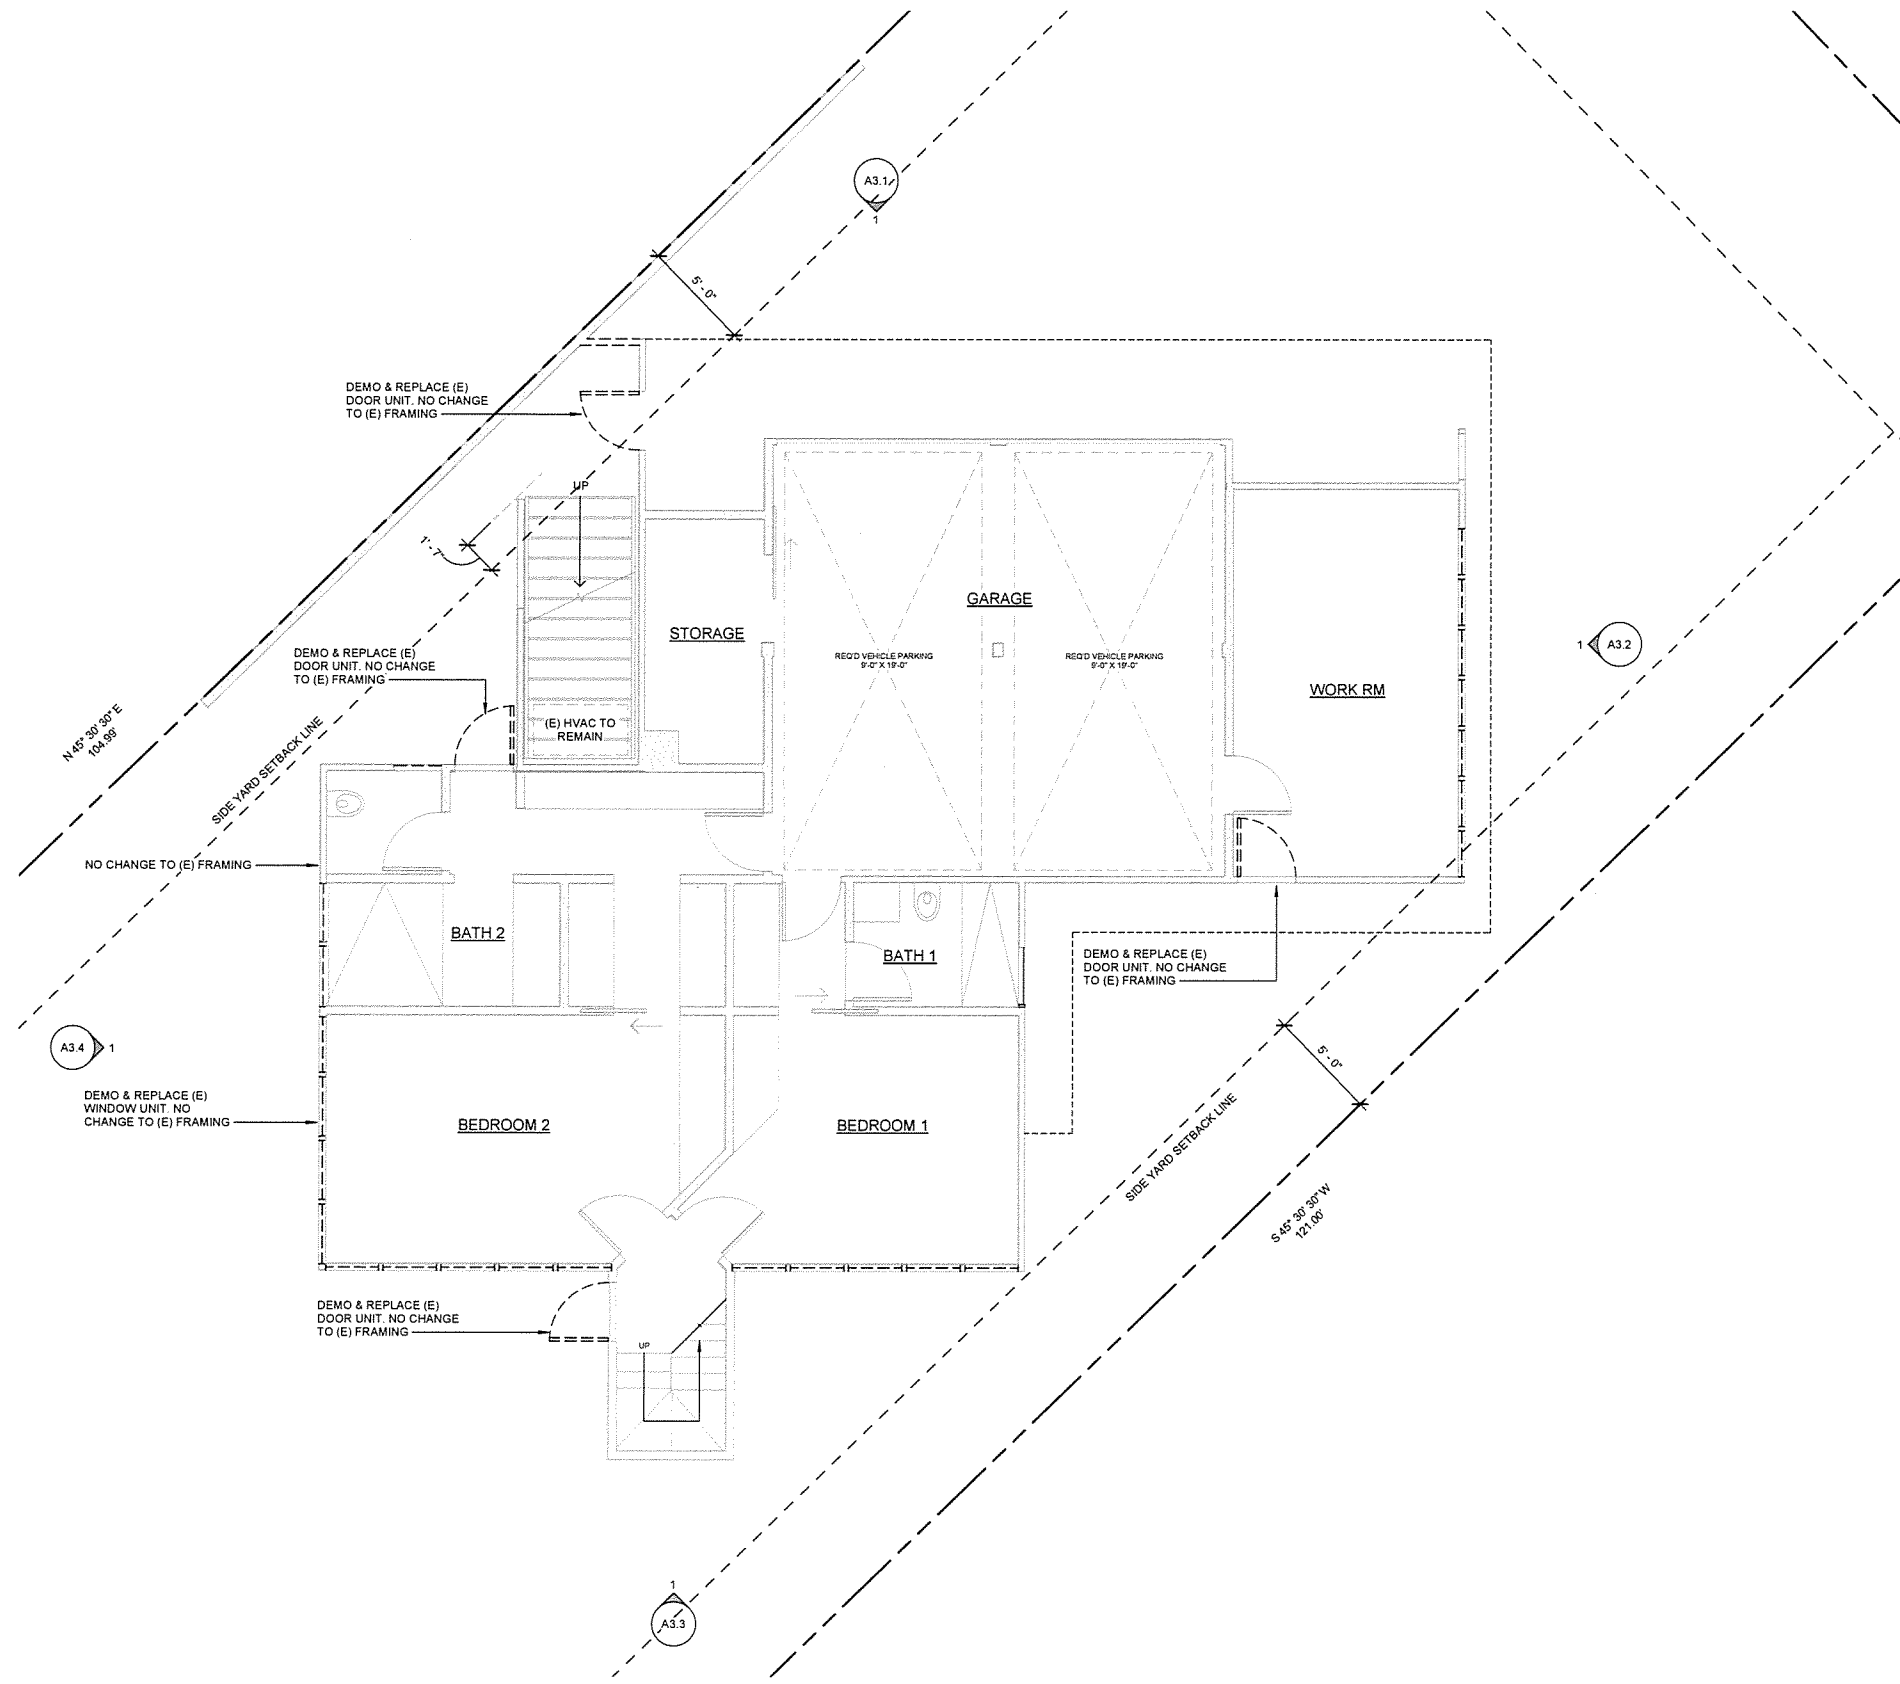 A3.1
1
5' - 0"
DEMO & REPLACE (E)
DOOR UNIT. NO CHANGE
TO (E) FRAMING
UP
1' - 7"
GARAGE
STORAGE
REQ'D VEHICLE PARKING
9'-0" X 19'-0"
REQ'D VEHICLE PARKING
9'-0" X 19'-0"
1
A3.2
DEMO & REPLACE (E)
DOOR UNIT. NO CHANGE
TO (E) FRAMING
WORK RM
(E) HVAC TO
REMAIN
N 45° 30' 30" E
104.99'
SIDE YARD SETBACK LINE
NO CHANGE TO (E) FRAMING
BATH 2
BATH 1
DEMO & REPLACE (E)
DOOR UNIT. NO CHANGE
TO (E) FRAMING
A3.4
1
5' - 0"
DEMO & REPLACE (E)
WINDOW UNIT. NO
CHANGE TO (E) FRAMING
BEDROOM 2
BEDROOM 1
SIDE YARD SETBACK LINE
S 45° 30' 30" W
121.00'
DEMO & REPLACE (E)
DOOR UNIT. NO CHANGE
TO (E) FRAMING
UP
1
A3.3